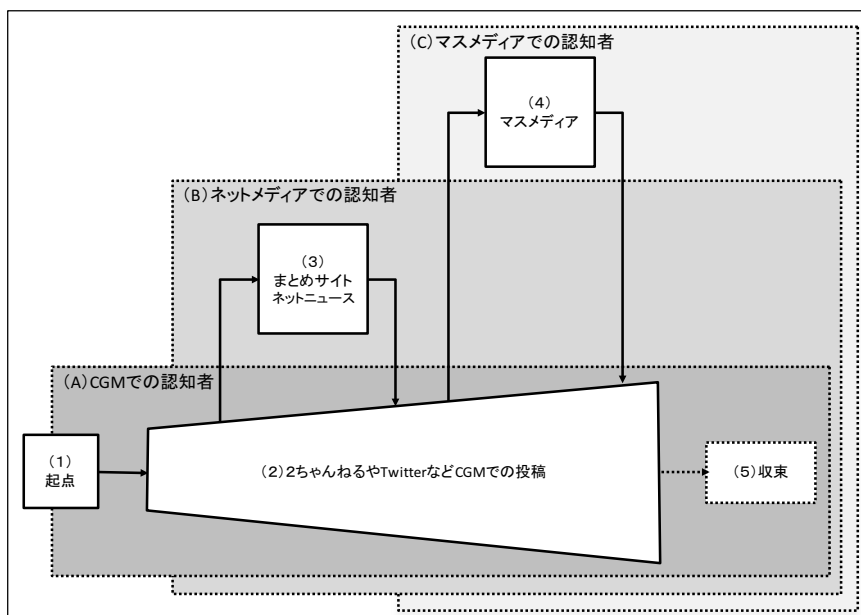 （C）マスメディアでの認知者
（４）
マスメディア
（B）ネットメディアでの認知者
（３）
まとめサイト
ネットニュース
（A）CGMでの認知者
（１）
起点
（２）２ちゃんねるやTwitterなどCGMでの投稿
（５）収束